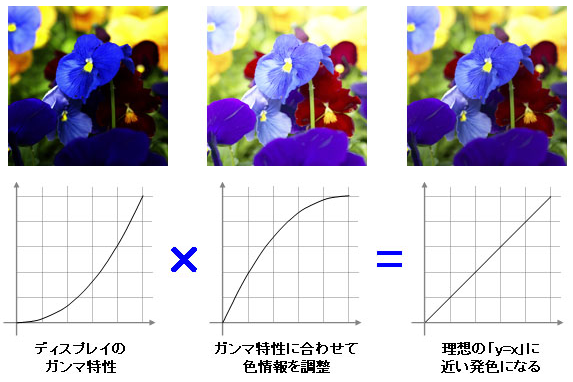 ×
=
ディスプレイの
ガンマ特性
ガンマ特性に合わせて
色情報を調整
理想の「y=x」に
近い発色になる